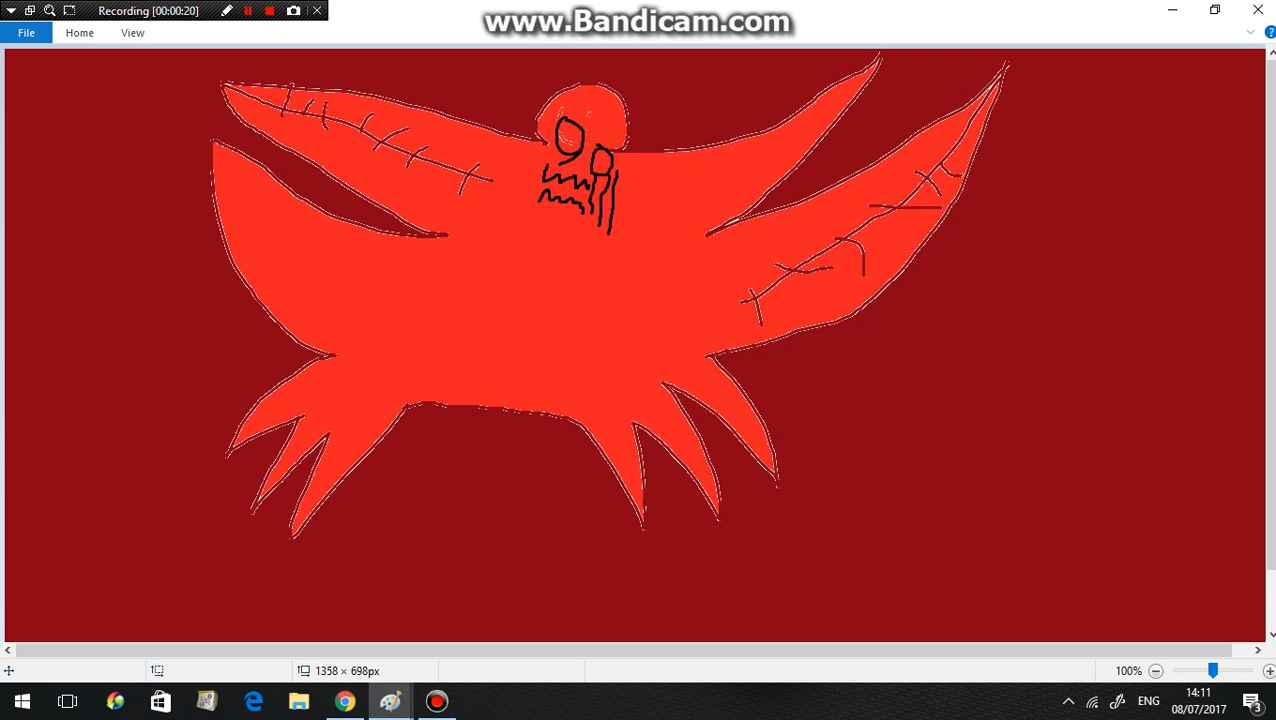 Recording [00:00:20]
www.Bandicam.com
File Home View
1358 × 698px
100%
ENG
14:11
08/07/2017
3